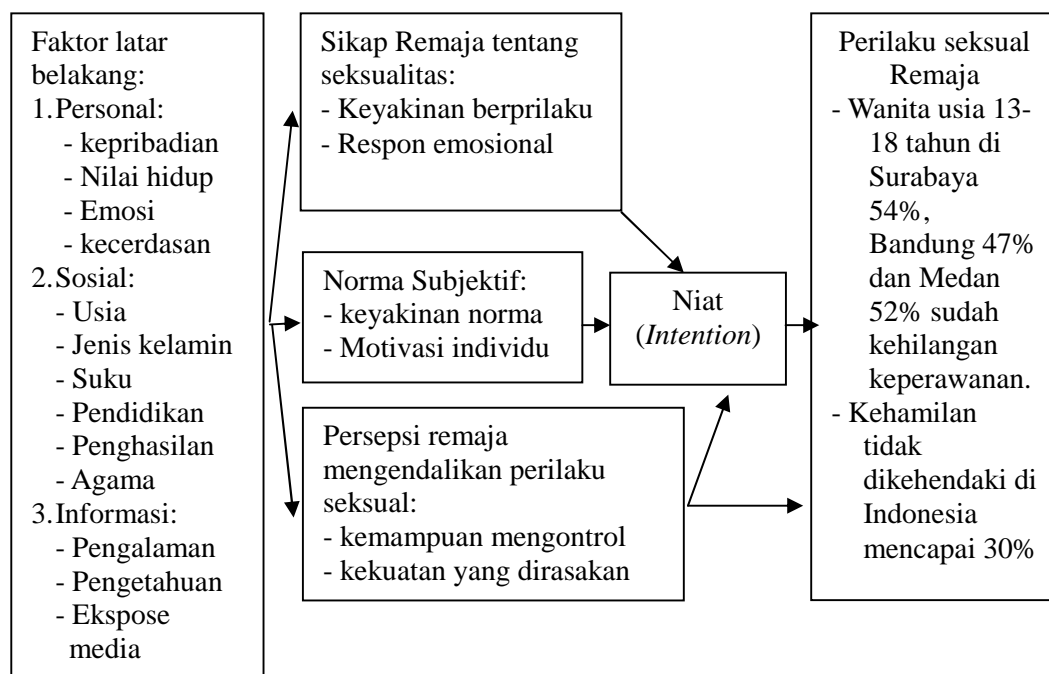 Faktor latar
belakang:
1.Personal:
- kepribadian
- Nilai hidup
- Emosi
- kecerdasan
2.Sosial:
- Usia
- Jenis kelamin
- Suku
- Pendidikan
- Penghasilan
- Agama
3.Informasi:
- Pengalaman
- Pengetahuan
- Ekspose
media
Sikap Remaja tentang
seksualitas:
- Keyakinan berprilaku
- Respon emosional
Norma Subjektif:
- keyakinan norma
- Motivasi individu
Persepsi remaja
mengendalikan perilaku
seksual:
- kemampuan mengontrol
- kekuatan yang dirasakan
Niat
(Intention)
Perilaku seksual
Remaja
- Wanita usia 13-
18 tahun di
Surabaya
54%,
Bandung 47%
dan Medan
52% sudah
kehilangan
keperawanan.
- Kehamilan
tidak
dikehendaki di
Indonesia
mencapai 30%